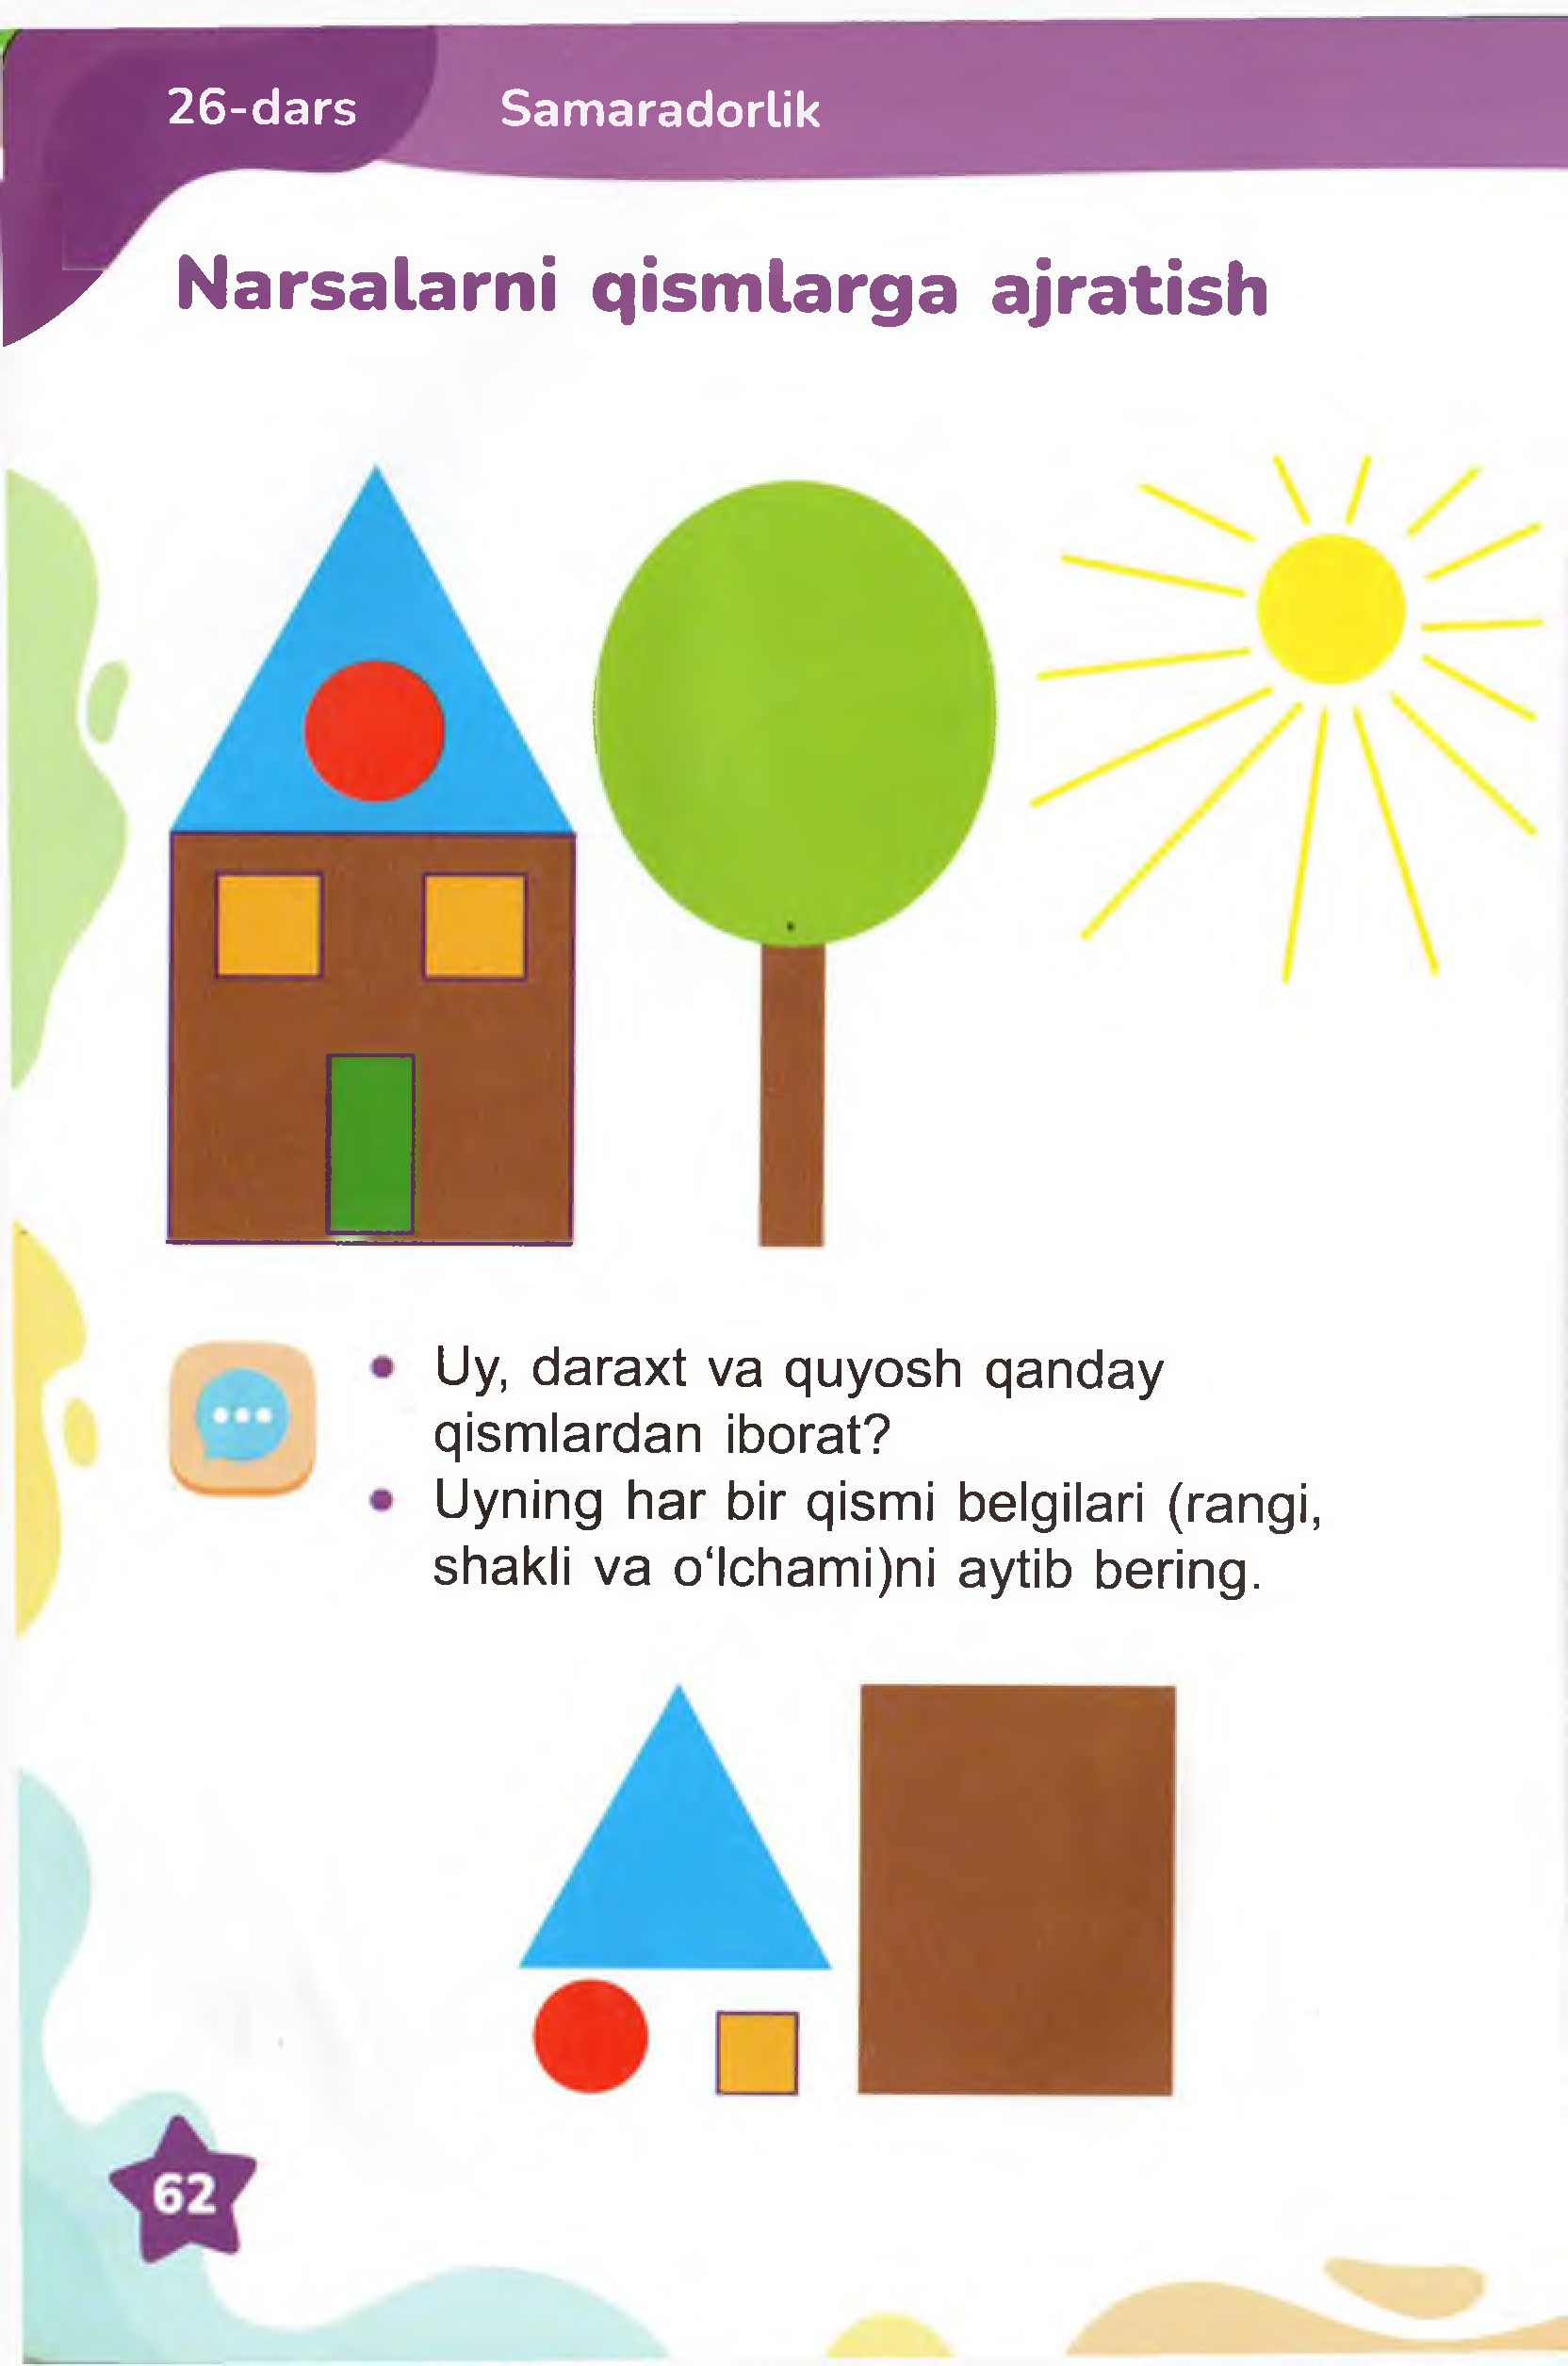 26-dars
Samaradorlik
Narsalarni qismlarga ajratish
Uy, daraxt va quyosh qanday
qismlardan iborat?
Uyning har bir qismi belgilari (rangi,
shakli va o‘lchami)ni aytib bering.
62